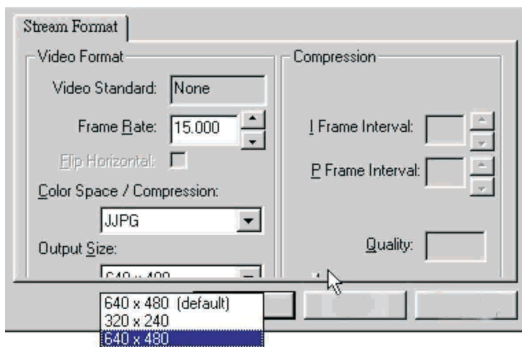 Stream Format
Video Format
Video Standard: None
Frame Rate: 15.000
Flip Horizontal:
Color Space / Compression:
JJPG
Output Size:
640 x 480 (default)
320 x 240
640 x 480
Compression
I Frame Interval:
P Frame Interval:
Quality: